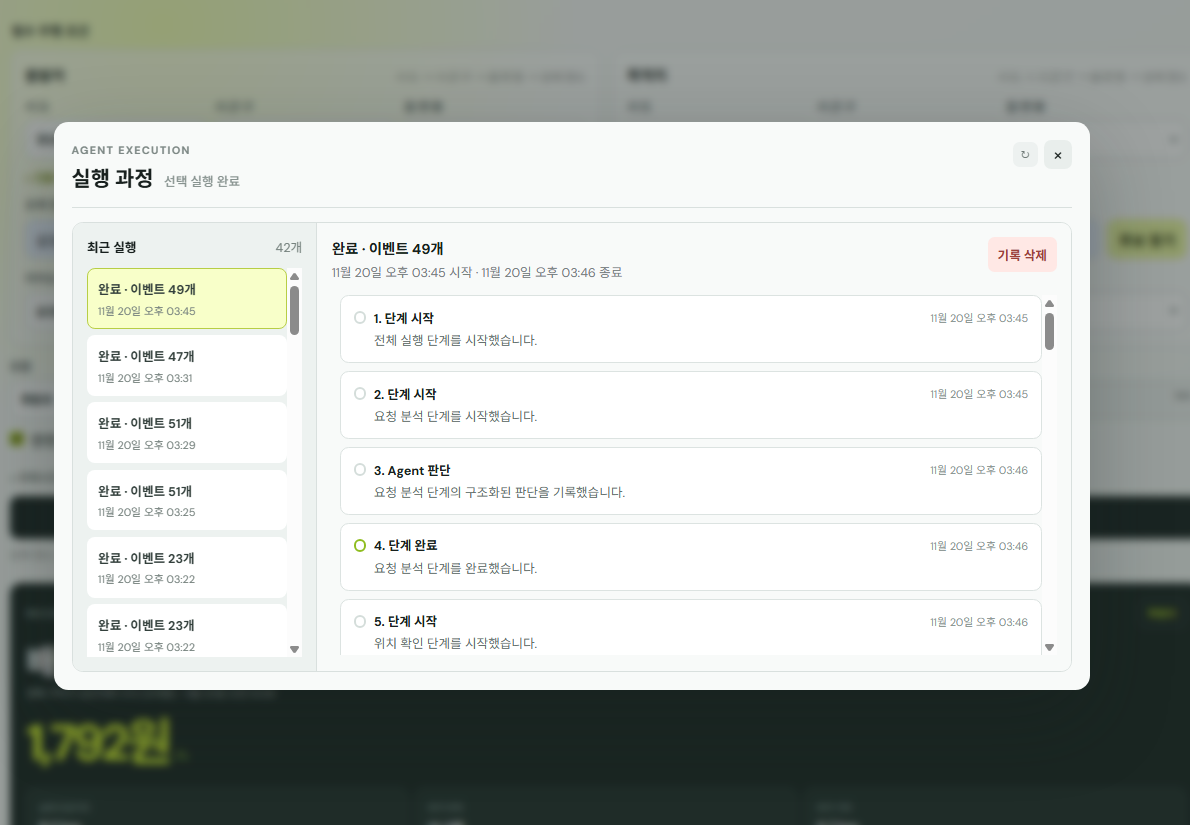 AGENT EXECUTION
실행 과정 선택 실행 완료
↻ ×
최근 실행 42개
완료 · 이벤트 49개
11월 20일 오후 03:45
완료 · 이벤트 47개
11월 20일 오후 03:31
완료 · 이벤트 51개
11월 20일 오후 03:29
완료 · 이벤트 51개
11월 20일 오후 03:25
완료 · 이벤트 23개
11월 20일 오후 03:22
완료 · 이벤트 23개
11월 20일 오후 03:22
완료 · 이벤트 49개
11월 20일 오후 03:45 시작 · 11월 20일 오후 03:46 종료
기록 삭제
1. 단계 시작 11월 20일 오후 03:45
전체 실행 단계를 시작했습니다.
2. 단계 시작 11월 20일 오후 03:45
요청 분석 단계를 시작했습니다.
3. Agent 판단 11월 20일 오후 03:46
요청 분석 단계의 구조화된 판단을 기록했습니다.
4. 단계 완료 11월 20일 오후 03:46
요청 분석 단계를 완료했습니다.
5. 단계 시작 11월 20일 오후 03:46
위치 확인 단계를 시작했습니다.
1,792원